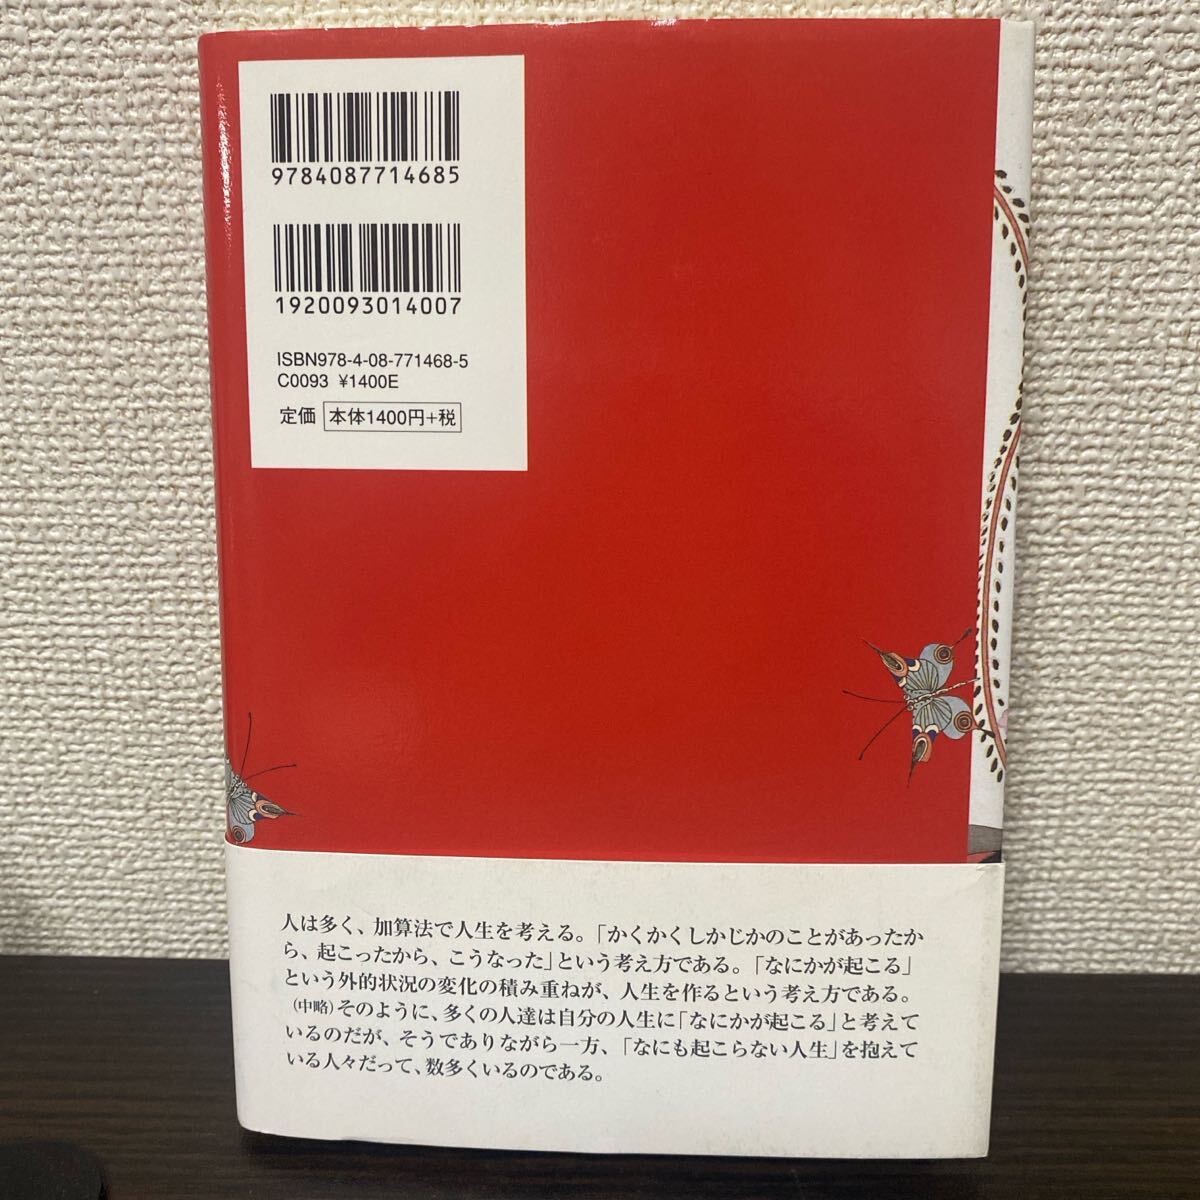 9784087714685
1920093014007
ISBN978-4-08-771468-5
C0093 ¥1400E
定価 本体1400円+税
人は多く、加算法で人生を考える。「かくかくしかじかのことがあったか
ら、起こったから、こうなった」という考え方である。「なにかが起こる」
という外的状況の変化の積み重ねが、人生を作るという考え方である。
(中略)そのように、多くの人達は自分の人生に「なにかが起こる」と考えて
いるのだが、そうでありながら一方、「なにも起こらない人生」を抱えて
いる人々だって、数多くいるのである。